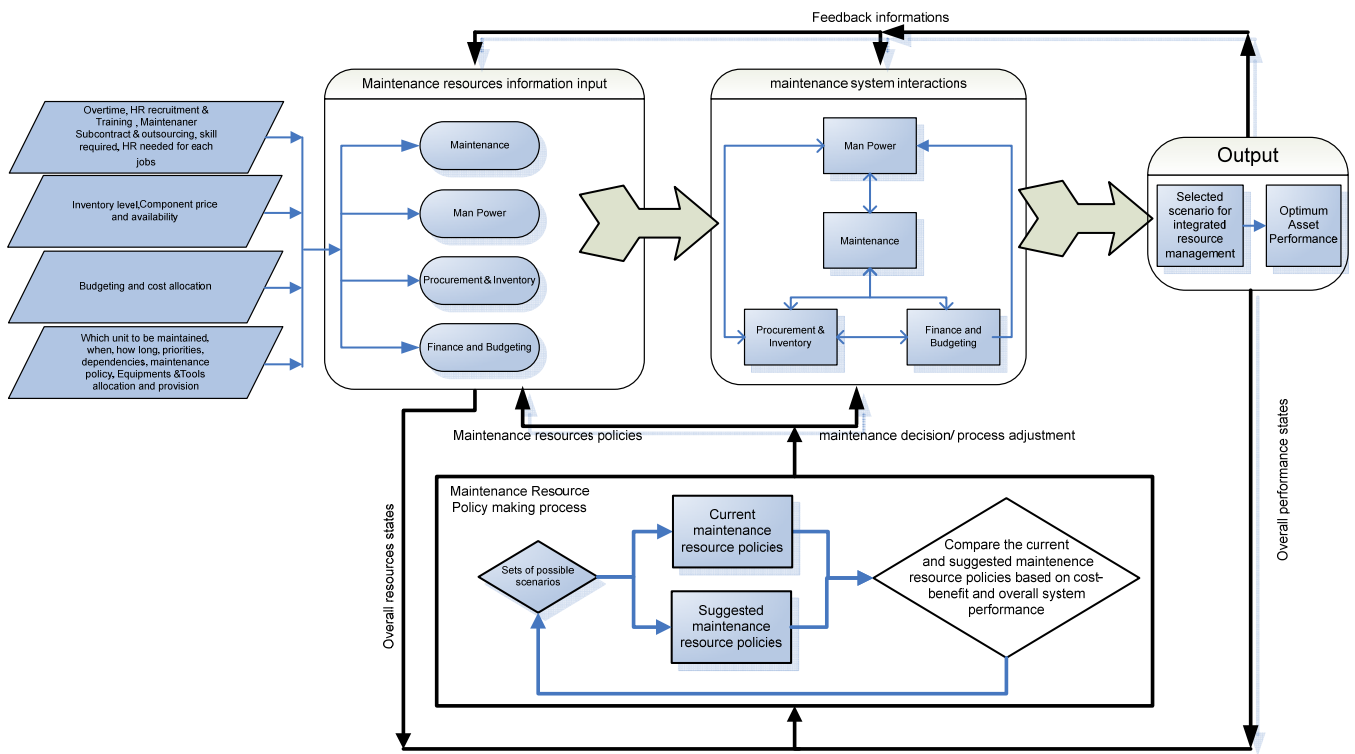 Feedback informations
Maintenance resources information input
maintenance system interactions
Overtime, HR recruitment &
Training , Maintenaner
Subcontract & outsourcing, skill
required, HR needed for each
jobs
Inventory level,Component price
and availability
Budgeting and cost allocation
Which unit to be maintained,
when, how long, priorities,
dependencies, maintenance
policy, Equipments &Tools
allocation and provision
Maintenance
Man Power
Procurement & Inventory
Finance and Budgeting
Man Power
Maintenance
Procurement &
Inventory
Finance and
Budgeting
Output
Selected
scenario for
integrated
resource
management
Optimum
Asset
Performance
Maintenance resources policies
maintenance decision/ process adjustment
Overall resources states
Overall performance states
Maintenance Resource
Policy making process
Sets of possible
scenarios
Current
maintenance
resource policies
Suggested
maintenance
resource policies
Compare the current
and suggested maintenence
resource policies based on cost-
benefit and overall system
performance